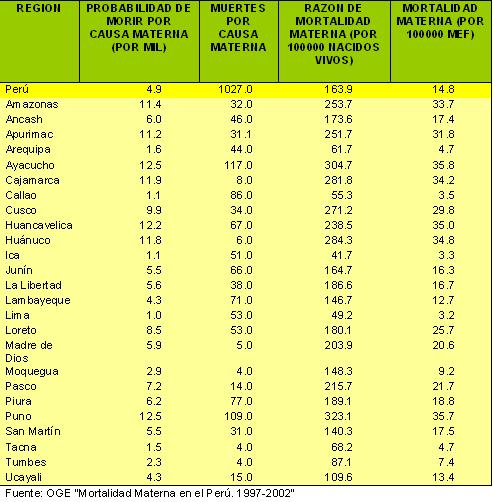 REGION PROBABILIDAD DE MORIR POR CAUSA MATERNA (POR MIL) MUERTES POR CAUSA MATERNA RAZON DE MORTALIDAD MATERNA (POR 100000 NACIDOS VIVOS) MORTALIDAD MATERNA (POR 100000 MEF)
Perú 4.9 1027.0 163.9 14.8
Amazonas 11.4 32.0 253.7 33.7
Ancash 6.0 46.0 173.6 17.4
Apurimac 11.2 31.1 251.7 31.8
Arequipa 1.6 44.0 61.7 4.7
Ayacucho 12.5 117.0 304.7 35.8
Cajamarca 11.9 8.0 281.8 34.2
Callao 1.1 86.0 55.3 3.5
Cusco 9.9 34.0 271.2 29.8
Huancavelica 12.2 67.0 238.5 35.0
Huánuco 11.8 6.0 284.3 34.8
Ica 1.1 51.0 41.7 3.3
Junín 5.5 66.0 164.7 16.3
La Libertad 5.6 38.0 186.6 16.7
Lambayeque 4.3 71.0 146.7 12.7
Lima 1.0 53.0 49.2 3.2
Loreto 8.5 53.0 180.1 25.7
Madre de 5.9 5.0 203.9 20.6
Dios
Moquegua 2.9 4.0 148.3 9.2
Pasco 7.2 14.0 215.7 21.7
Piura 6.2 77.0 189.1 18.8
Puno 12.5 109.0 323.1 35.7
San Martín 5.5 31.0 140.3 17.5
Tacna 1.5 4.0 68.2 4.7
Tumbes 2.3 4.0 87.1 7.4
Ucayali 4.3 15.0 109.6 13.4
Fuente: OGE "Mortalidad Materna en el Perú. 1997-2002"